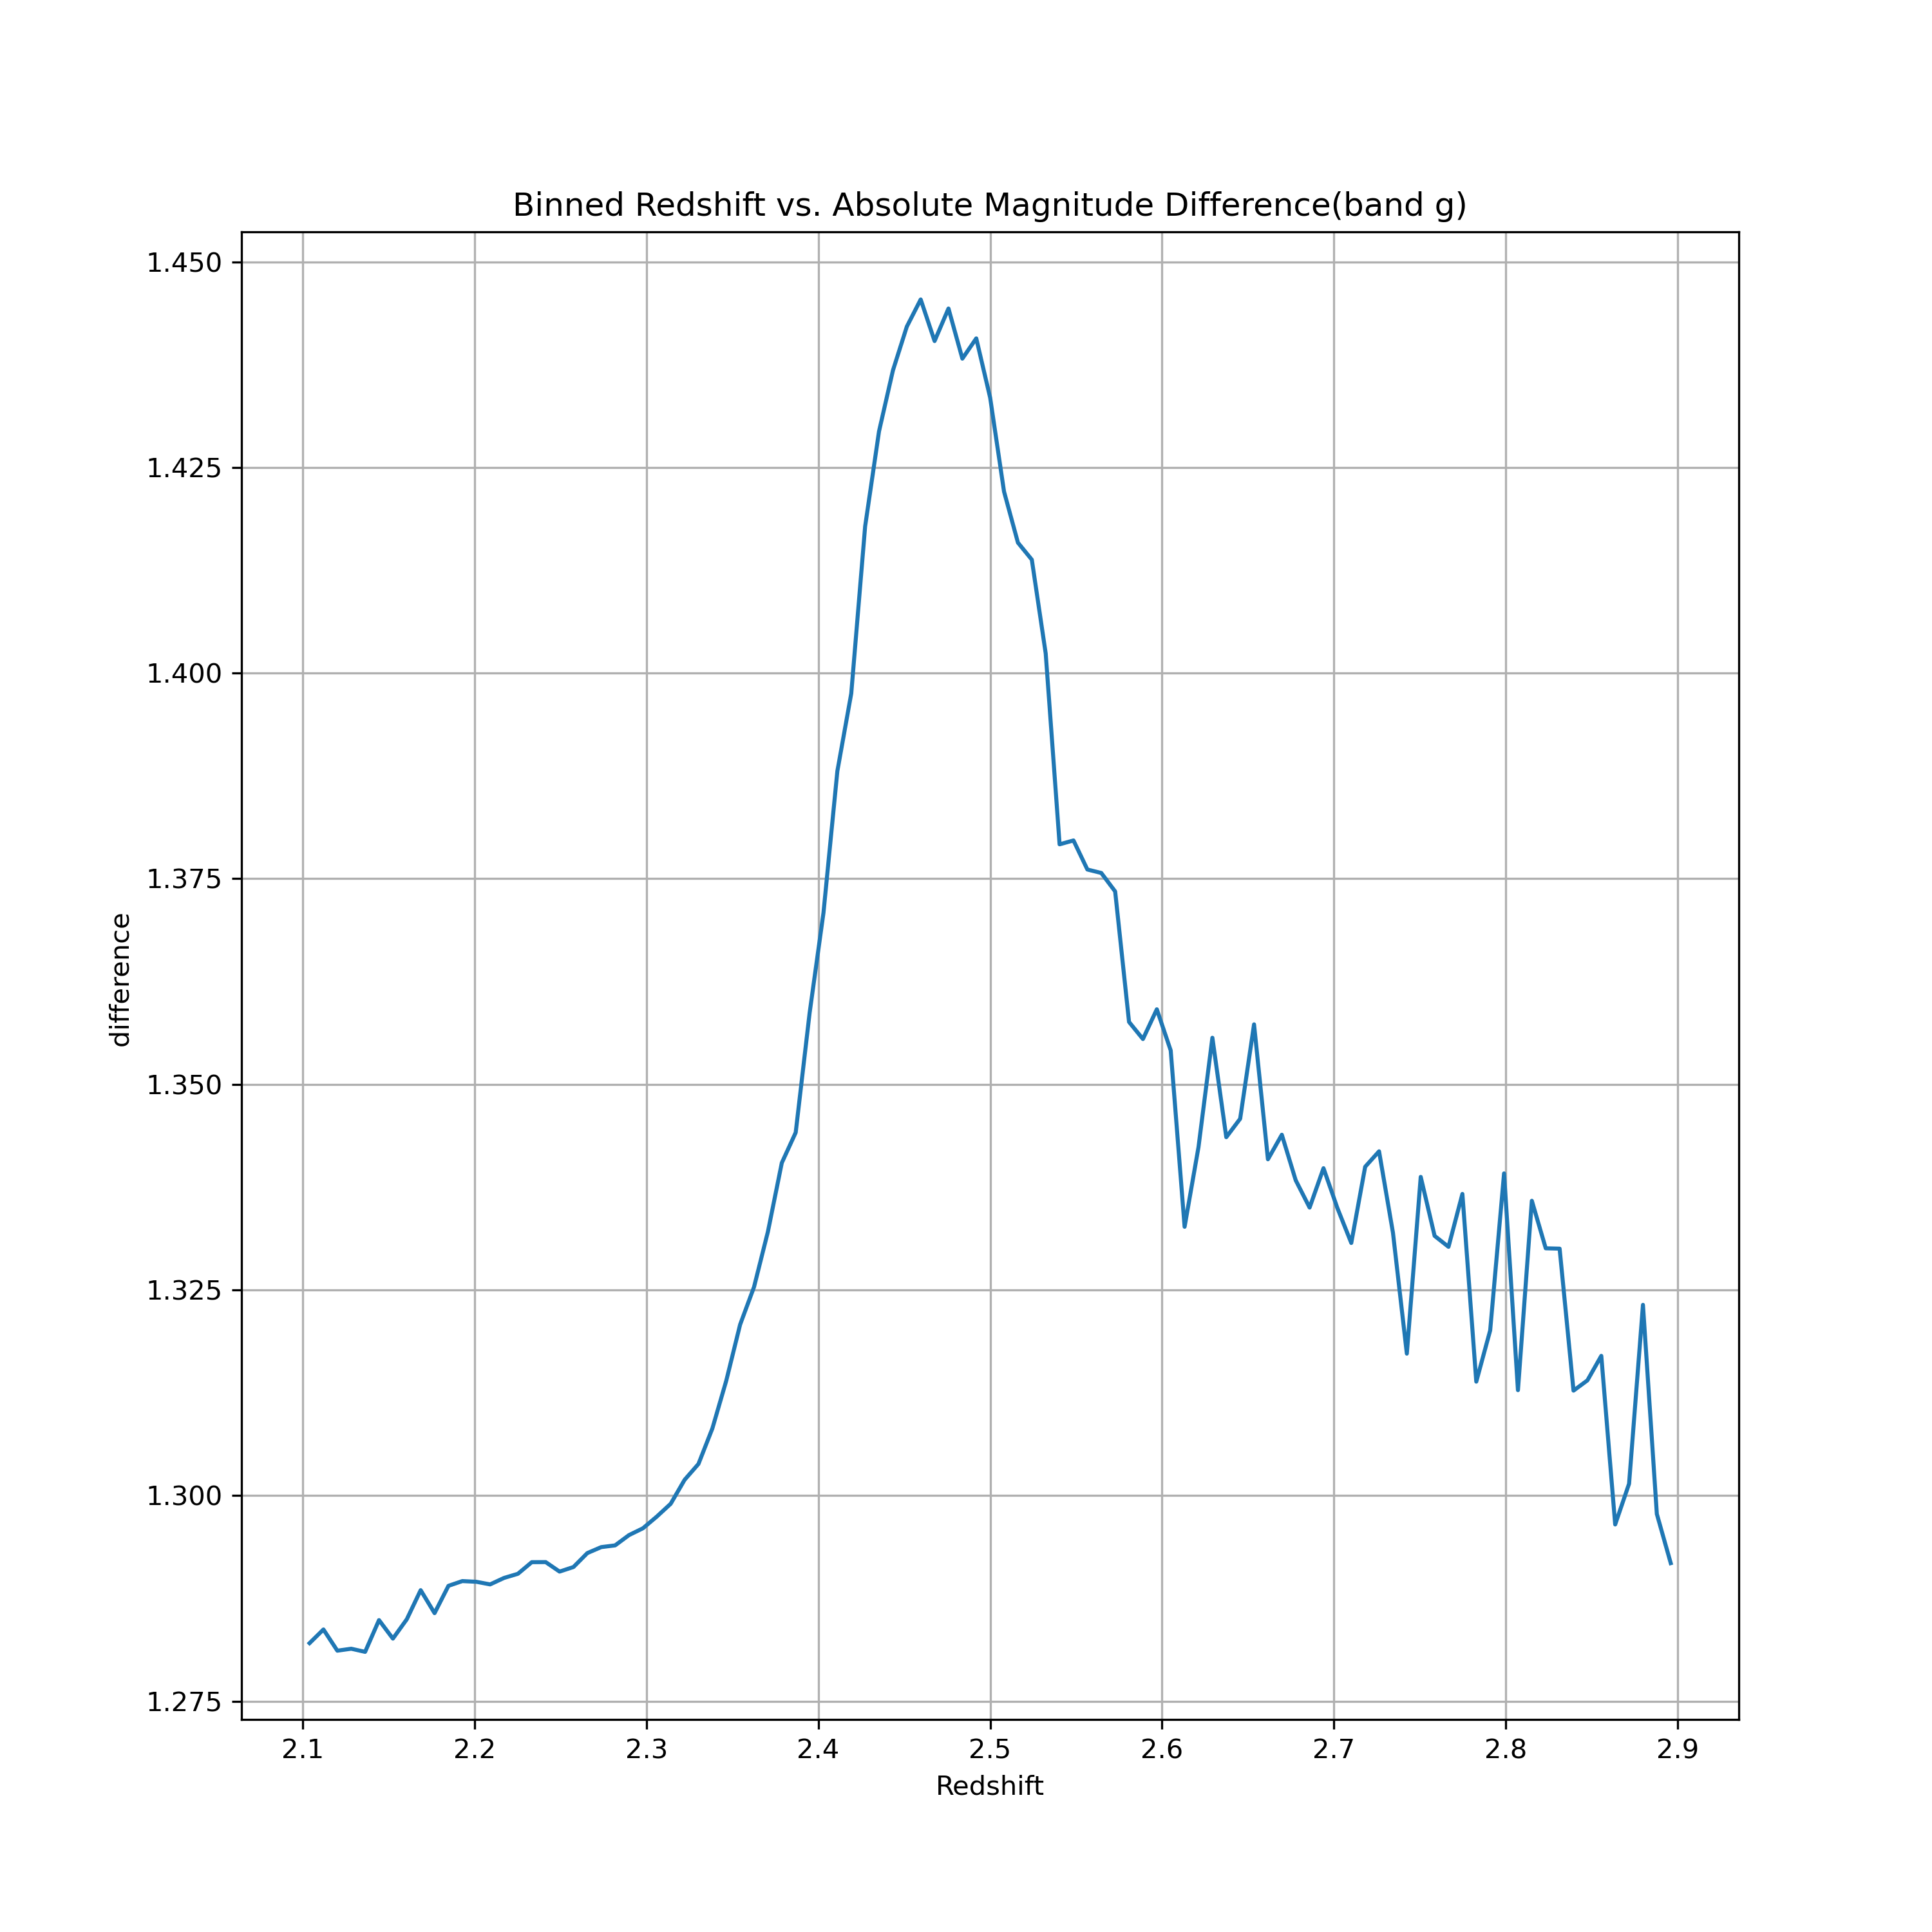 Binned Redshift vs. Absolute Magnitude Difference(band g)
1.450
1.425
1.400
1.375
1.350
1.325
1.300
1.275
difference
2.1 2.2 2.3 2.4 2.5 2.6 2.7 2.8 2.9
Redshift